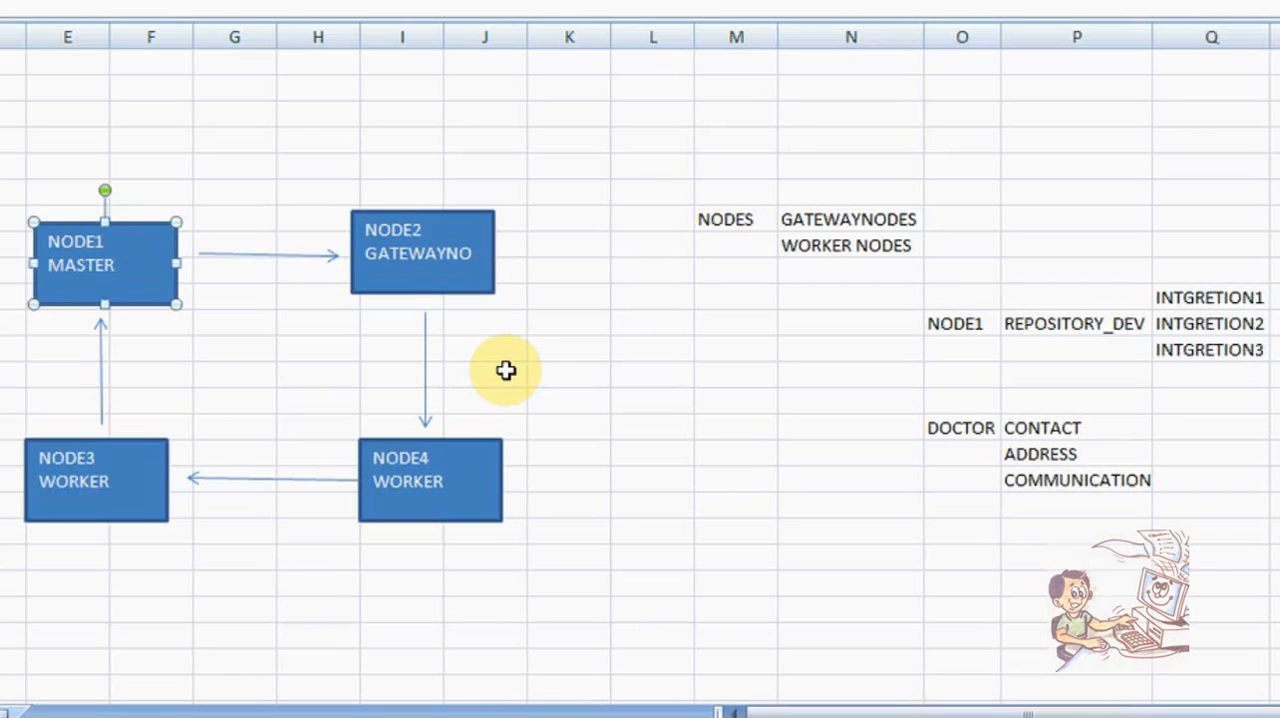 E F G H I J K L M N O P Q
NODE1
MASTER
NODE2
GATEWAYNO
NODE3
WORKER
NODE4
WORKER
NODES GATEWAYNODES
WORKER NODES
INTGRETION1
NODE1 REPOSITORY_DEV INTGRETION2
INTGRETION3
DOCTOR CONTACT
ADDRESS
COMMUNICATION